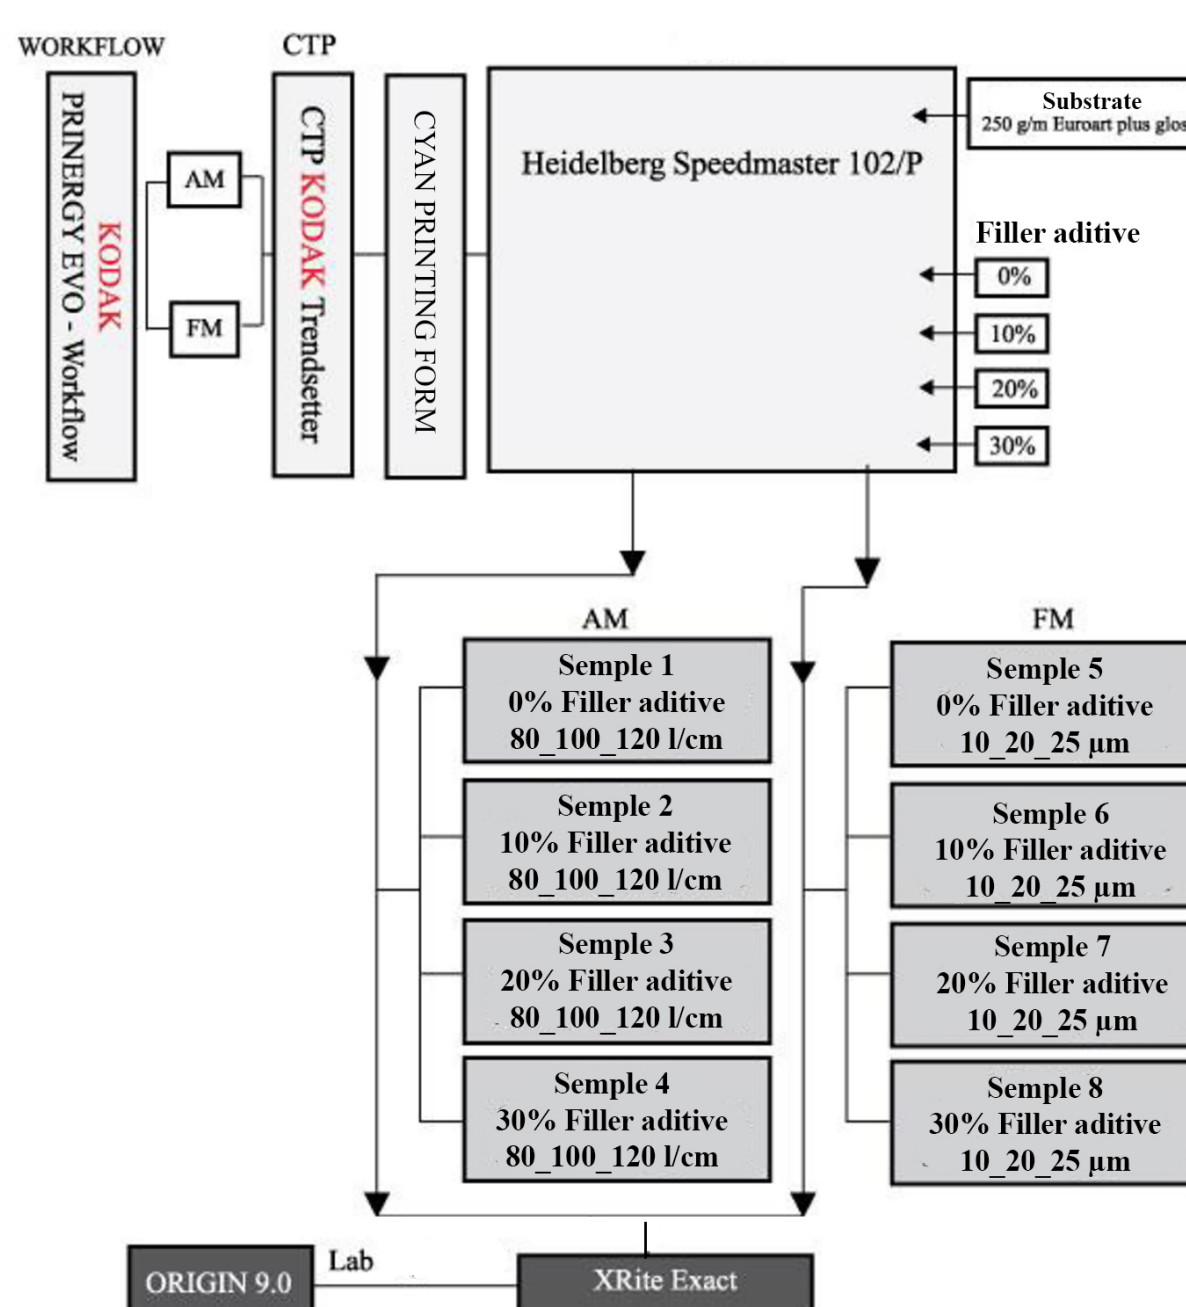 WORKFLOW
CTP
KODAK
PRINERGY EVO - Workflow
AM
FM
CTP KODAK Trendsetter
CYAN PRINTING FORM
Heidelberg Speedmaster 102/P
Substrate
250 g/m Euroart plus
Filler aditive
0%
10%
20%
30%
AM
Semple 1
0% Filler aditive
80_100_120 l/cm
Semple 2
10% Filler aditive
80_100_120 l/cm
Semple 3
20% Filler aditive
80_100_120 l/cm
Semple 4
30% Filler aditive
80_100_120 l/cm
FM
Semple 5
0% Filler aditive
10_20_25 µm
Semple 6
10% Filler aditive
10_20_25 µm
Semple 7
20% Filler aditive
10_20_25 µm
Semple 8
30% Filler aditive
10_20_25 µm
ORIGIN 9.0
Lab
XRite Exact